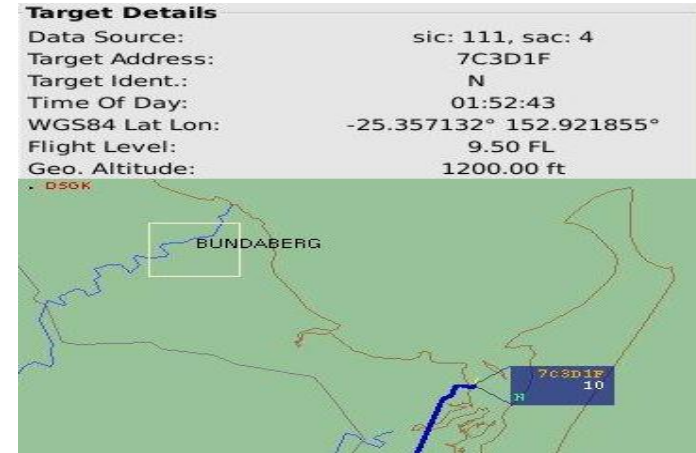 Target Details
Data Source: sic: 111, sac: 4
Target Address: 7C3D1F
Target Ident.: N
Time Of Day: 01:52:43
WGS84 Lat Lon: -25.357132° 152.921855°
Flight Level: 9.50 FL
Geo. Altitude: 1200.00 ft
DSGK
BUNDABERG
7C3D1F
10
N